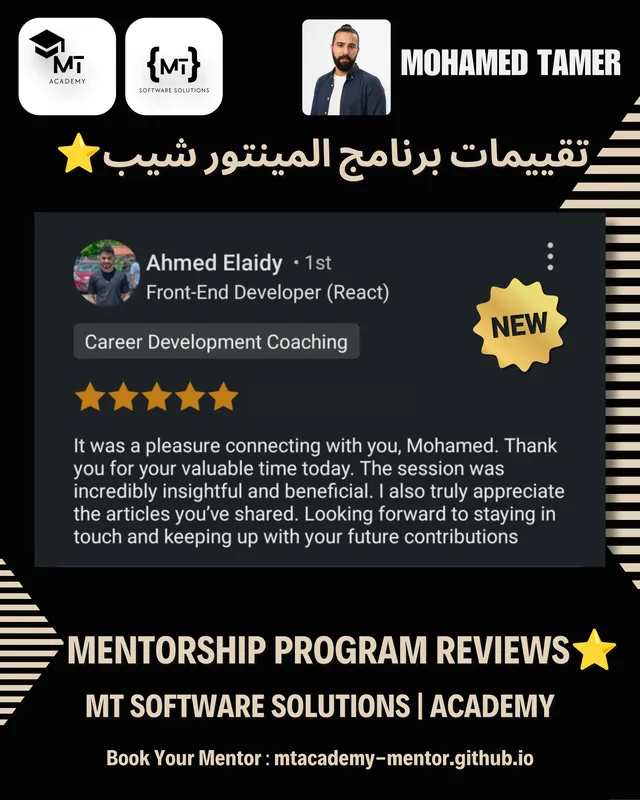 MT
ACADEMY
{MT}
SOFTWARE SOLUTIONS
MOHAMED TAMER
تقييمات برنامج المينتور شيب⭐
Ahmed Elaidy • 1st
Front-End Developer (React)
Career Development Coaching
NEW
It was a pleasure connecting with you, Mohamed. Thank
you for your valuable time today. The session was
incredibly insightful and beneficial. I also truly appreciate
the articles you’ve shared. Looking forward to staying in
touch and keeping up with your future contributions
MENTORSHIP PROGRAM REVIEWS⭐
MT SOFTWARE SOLUTIONS | ACADEMY
Book Your Mentor : mtacademy-mentor.github.io